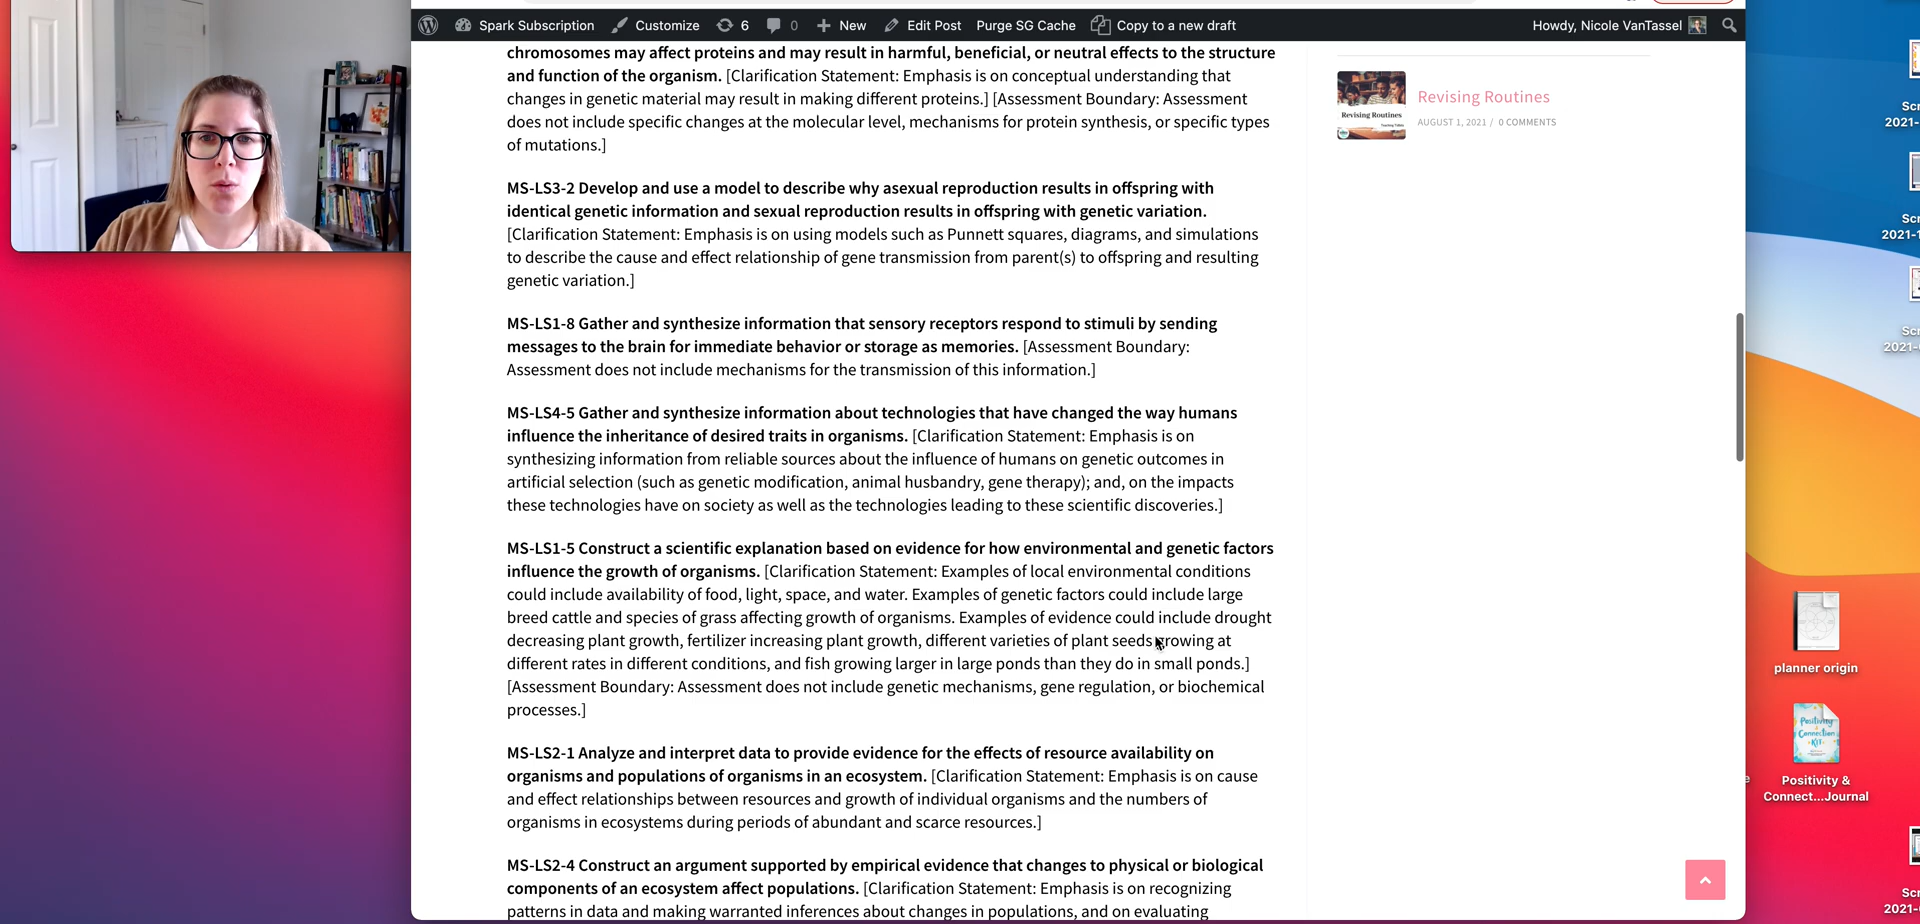 Spark Subscription Customize 6 0 New Edit Post Purge SG Cache Copy to a new draft Howdy, Nicole VanTassel
chromosomes may affect proteins and may result in harmful, beneficial, or neutral effects to the structure
and function of the organism. [Clarification Statement: Emphasis is on conceptual understanding that
changes in genetic material may result in making different proteins.] [Assessment Boundary: Assessment
does not include specific changes at the molecular level, mechanisms for protein synthesis, or specific types
of mutations.]
MS-LS3-2 Develop and use a model to describe why asexual reproduction results in offspring with
identical genetic information and sexual reproduction results in offspring with genetic variation.
[Clarification Statement: Emphasis is on using models such as Punnett squares, diagrams, and simulations
to describe the cause and effect relationship of gene transmission from parent(s) to offspring and resulting
genetic variation.]
MS-LS1-8 Gather and synthesize information that sensory receptors respond to stimuli by sending
messages to the brain for immediate behavior or storage as memories. [Assessment Boundary:
Assessment does not include mechanisms for the transmission of this information.]
MS-LS4-5 Gather and synthesize information about technologies that have changed the way humans
influence the inheritance of desired traits in organisms. [Clarification Statement: Emphasis is on
synthesizing information from reliable sources about the influence of humans on genetic outcomes in
artificial selection (such as genetic modification, animal husbandry, gene therapy); and, on the impacts
these technologies have on society as well as the technologies leading to these scientific discoveries.]
MS-LS1-5 Construct a scientific explanation based on evidence for how environmental and genetic factors
influence the growth of organisms. [Clarification Statement: Examples of local environmental conditions
could include availability of food, light, space, and water. Examples of genetic factors could include large
breed cattle and species of grass affecting growth of organisms. Examples of evidence could include drought
decreasing plant growth, fertilizer increasing plant growth, different varieties of plant seeds growing at
different rates in different conditions, and fish growing larger in large ponds than they do in small ponds.]
[Assessment Boundary: Assessment does not include genetic mechanisms, gene regulation, or biochemical
processes.]
MS-LS2-1 Analyze and interpret data to provide evidence for the effects of resource availability on
organisms and populations of organisms in an ecosystem. [Clarification Statement: Emphasis is on cause
and effect relationships between resources and growth of individual organisms and the numbers of
organisms in ecosystems during periods of abundant and scarce resources.]
MS-LS2-4 Construct an argument supported by empirical evidence that changes to physical or biological
components of an ecosystem affect populations. [Clarification Statement: Emphasis is on recognizing
patterns in data and making warranted inferences about changes in populations, and on evaluating
Revising Routines
Revising Routines
AUGUST 1, 2021 / 0 COMMENTS
Scr
2021-
Scr
2021-1
Scr
2021-
planner origin
Positivity
Connection
Kit
Positivity &
Connect...Journal
Scr
2021-